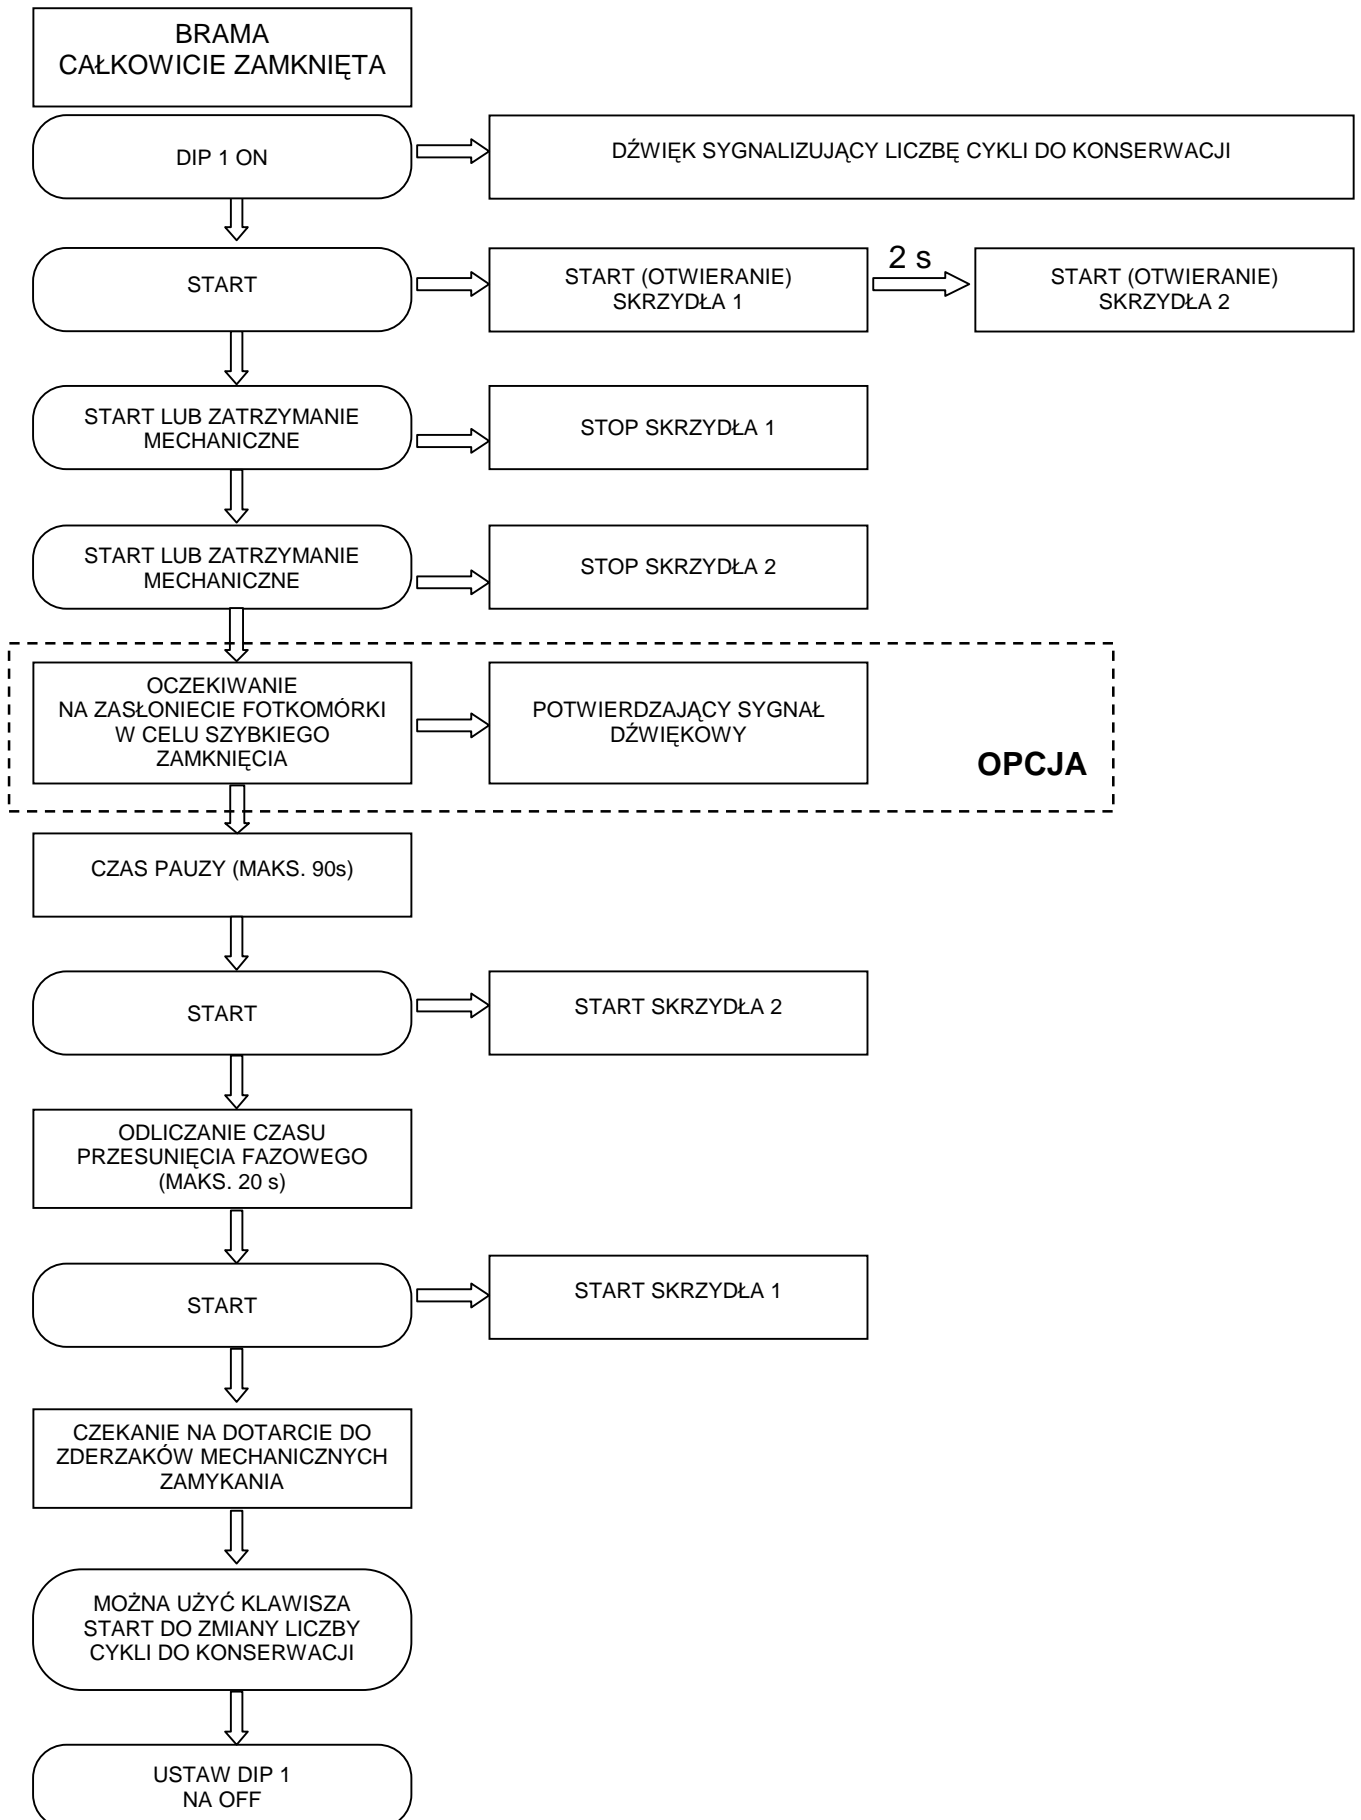 BRAMA
CAŁKOWICIE ZAMKNIĘTA
DIP 1 ON
DŹWIĘK SYGNALIZUJĄCY LICZBĘ CYKLI DO KONSERWACJI
START
START (OTWIERANIE)
SKRZYDŁA 1
2 s
START (OTWIERANIE)
SKRZYDŁA 2
START LUB ZATRZYMANIE
MECHANICZNE
STOP SKRZYDŁA 1
START LUB ZATRZYMANIE
MECHANICZNE
STOP SKRZYDŁA 2
OCZEKIWANIE
NA ZASŁONIECIE FOTKOMÓRKI
W CELU SZYBKIEGO
ZAMKNIĘCIA
POTWIERDZAJĄCY SYGNAŁ
DŹWIĘKOWY
OPCJA
CZAS PAUZY (MAKS. 90s)
START
START SKRZYDŁA 2
ODLICZANIE CZASU
PRZESUNIĘCIA FAZOWEGO
(MAKS. 20 s)
START
START SKRZYDŁA 1
CZEKANIE NA DOTARCIE DO
ZDERZAKÓW MECHANICZNYCH
ZAMYKANIA
MOŻNA UŻYĆ KLAWISZA
START DO ZMIANY LICZBY
CYKLI DO KONSERWACJI
USTAW DIP 1
NA OFF